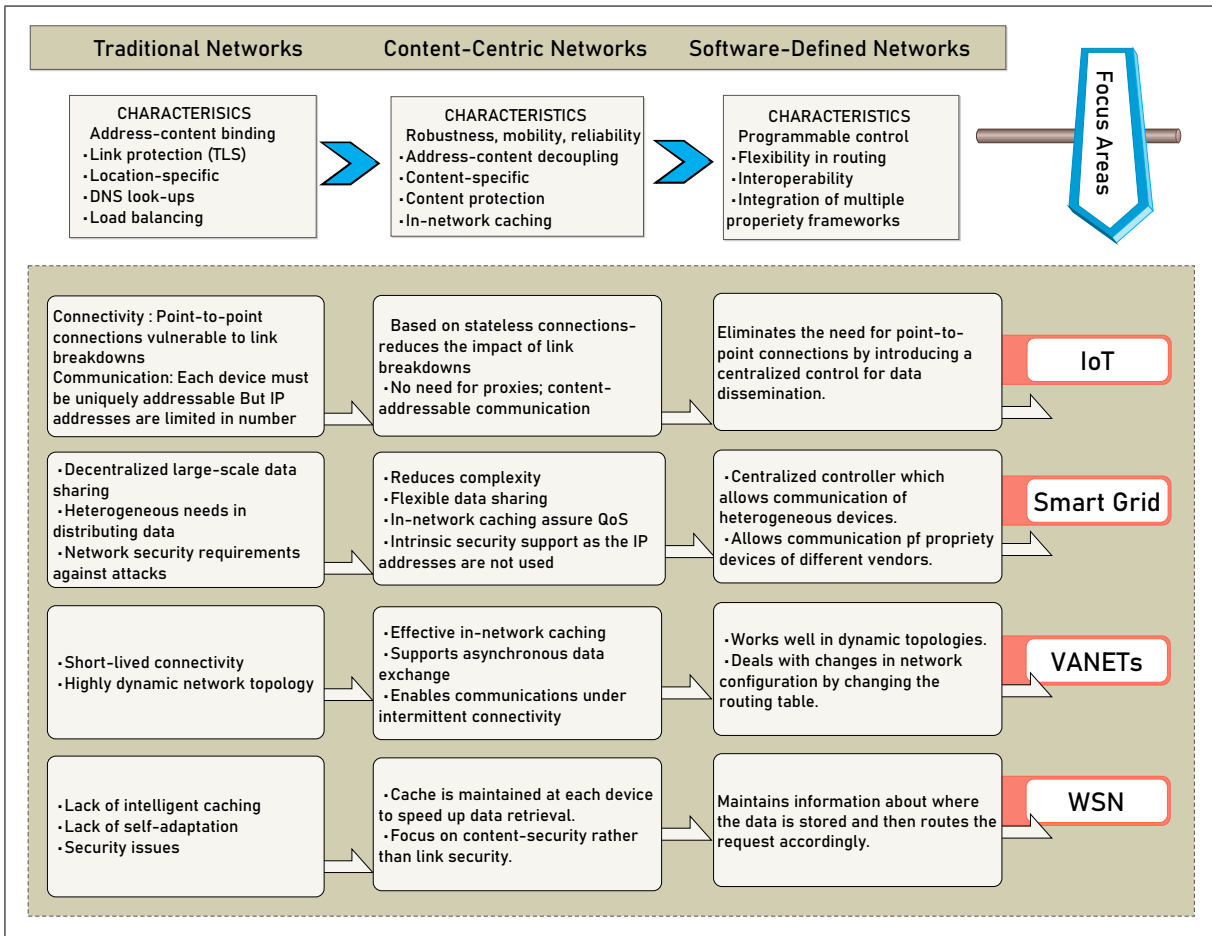 Traditional Networks
Content-Centric Networks
Software-Defined Networks
Focus Areas
CHARACTERISICS
Address-content binding
▪Link protection (TLS)
▪Location-specific
▪DNS look-ups
▪Load balancing
CHARACTERISTICS
Robustness, mobility, reliability
▪Address-content decoupling
▪Content-specific
▪Content protection
▪In-network caching
CHARACTERISTICS
Programmable control
▪Flexibility in routing
▪Interoperability
▪Integration of multiple
properiety frameworks
Connectivity : Point-to-point
connections vulnerable to link
breakdowns
Communication: Each device must
be uniquely addressable But IP
addresses are limited in number
Based on stateless connections-
reduces the impact of link
breakdowns
▪No need for proxies; content-
addressable communication
Eliminates the need for point-to-
point connections by introducing a
centralized control for data
dissemination.
IoT
▪Decentralized large-scale data
sharing
▪Heterogeneous needs in
distributing data
▪Network security requirements
against attacks
▪Reduces complexity
▪Flexible data sharing
▪In-network caching assure QoS
▪Intrinsic security support as the IP
addresses are not used
▪Centralized controller which
allows communication of
heterogeneous devices.
▪Allows communication pf propriety
devices of different vendors.
Smart Grid
▪Short-lived connectivity
▪Highly dynamic network topology
▪Effective in-network caching
▪Supports asynchronous data
exchange
▪Enables communications under
intermittent connectivity
▪Works well in dynamic topologies.
▪Deals with changes in network
configuration by changing the
routing table.
VANETs
▪Lack of intelligent caching
▪Lack of self-adaptation
▪Security issues
▪Cache is maintained at each device
to speed up data retrieval.
▪Focus on content-security rather
than link security.
Maintains information about where
the data is stored and then routes the
request accordingly.
WSN